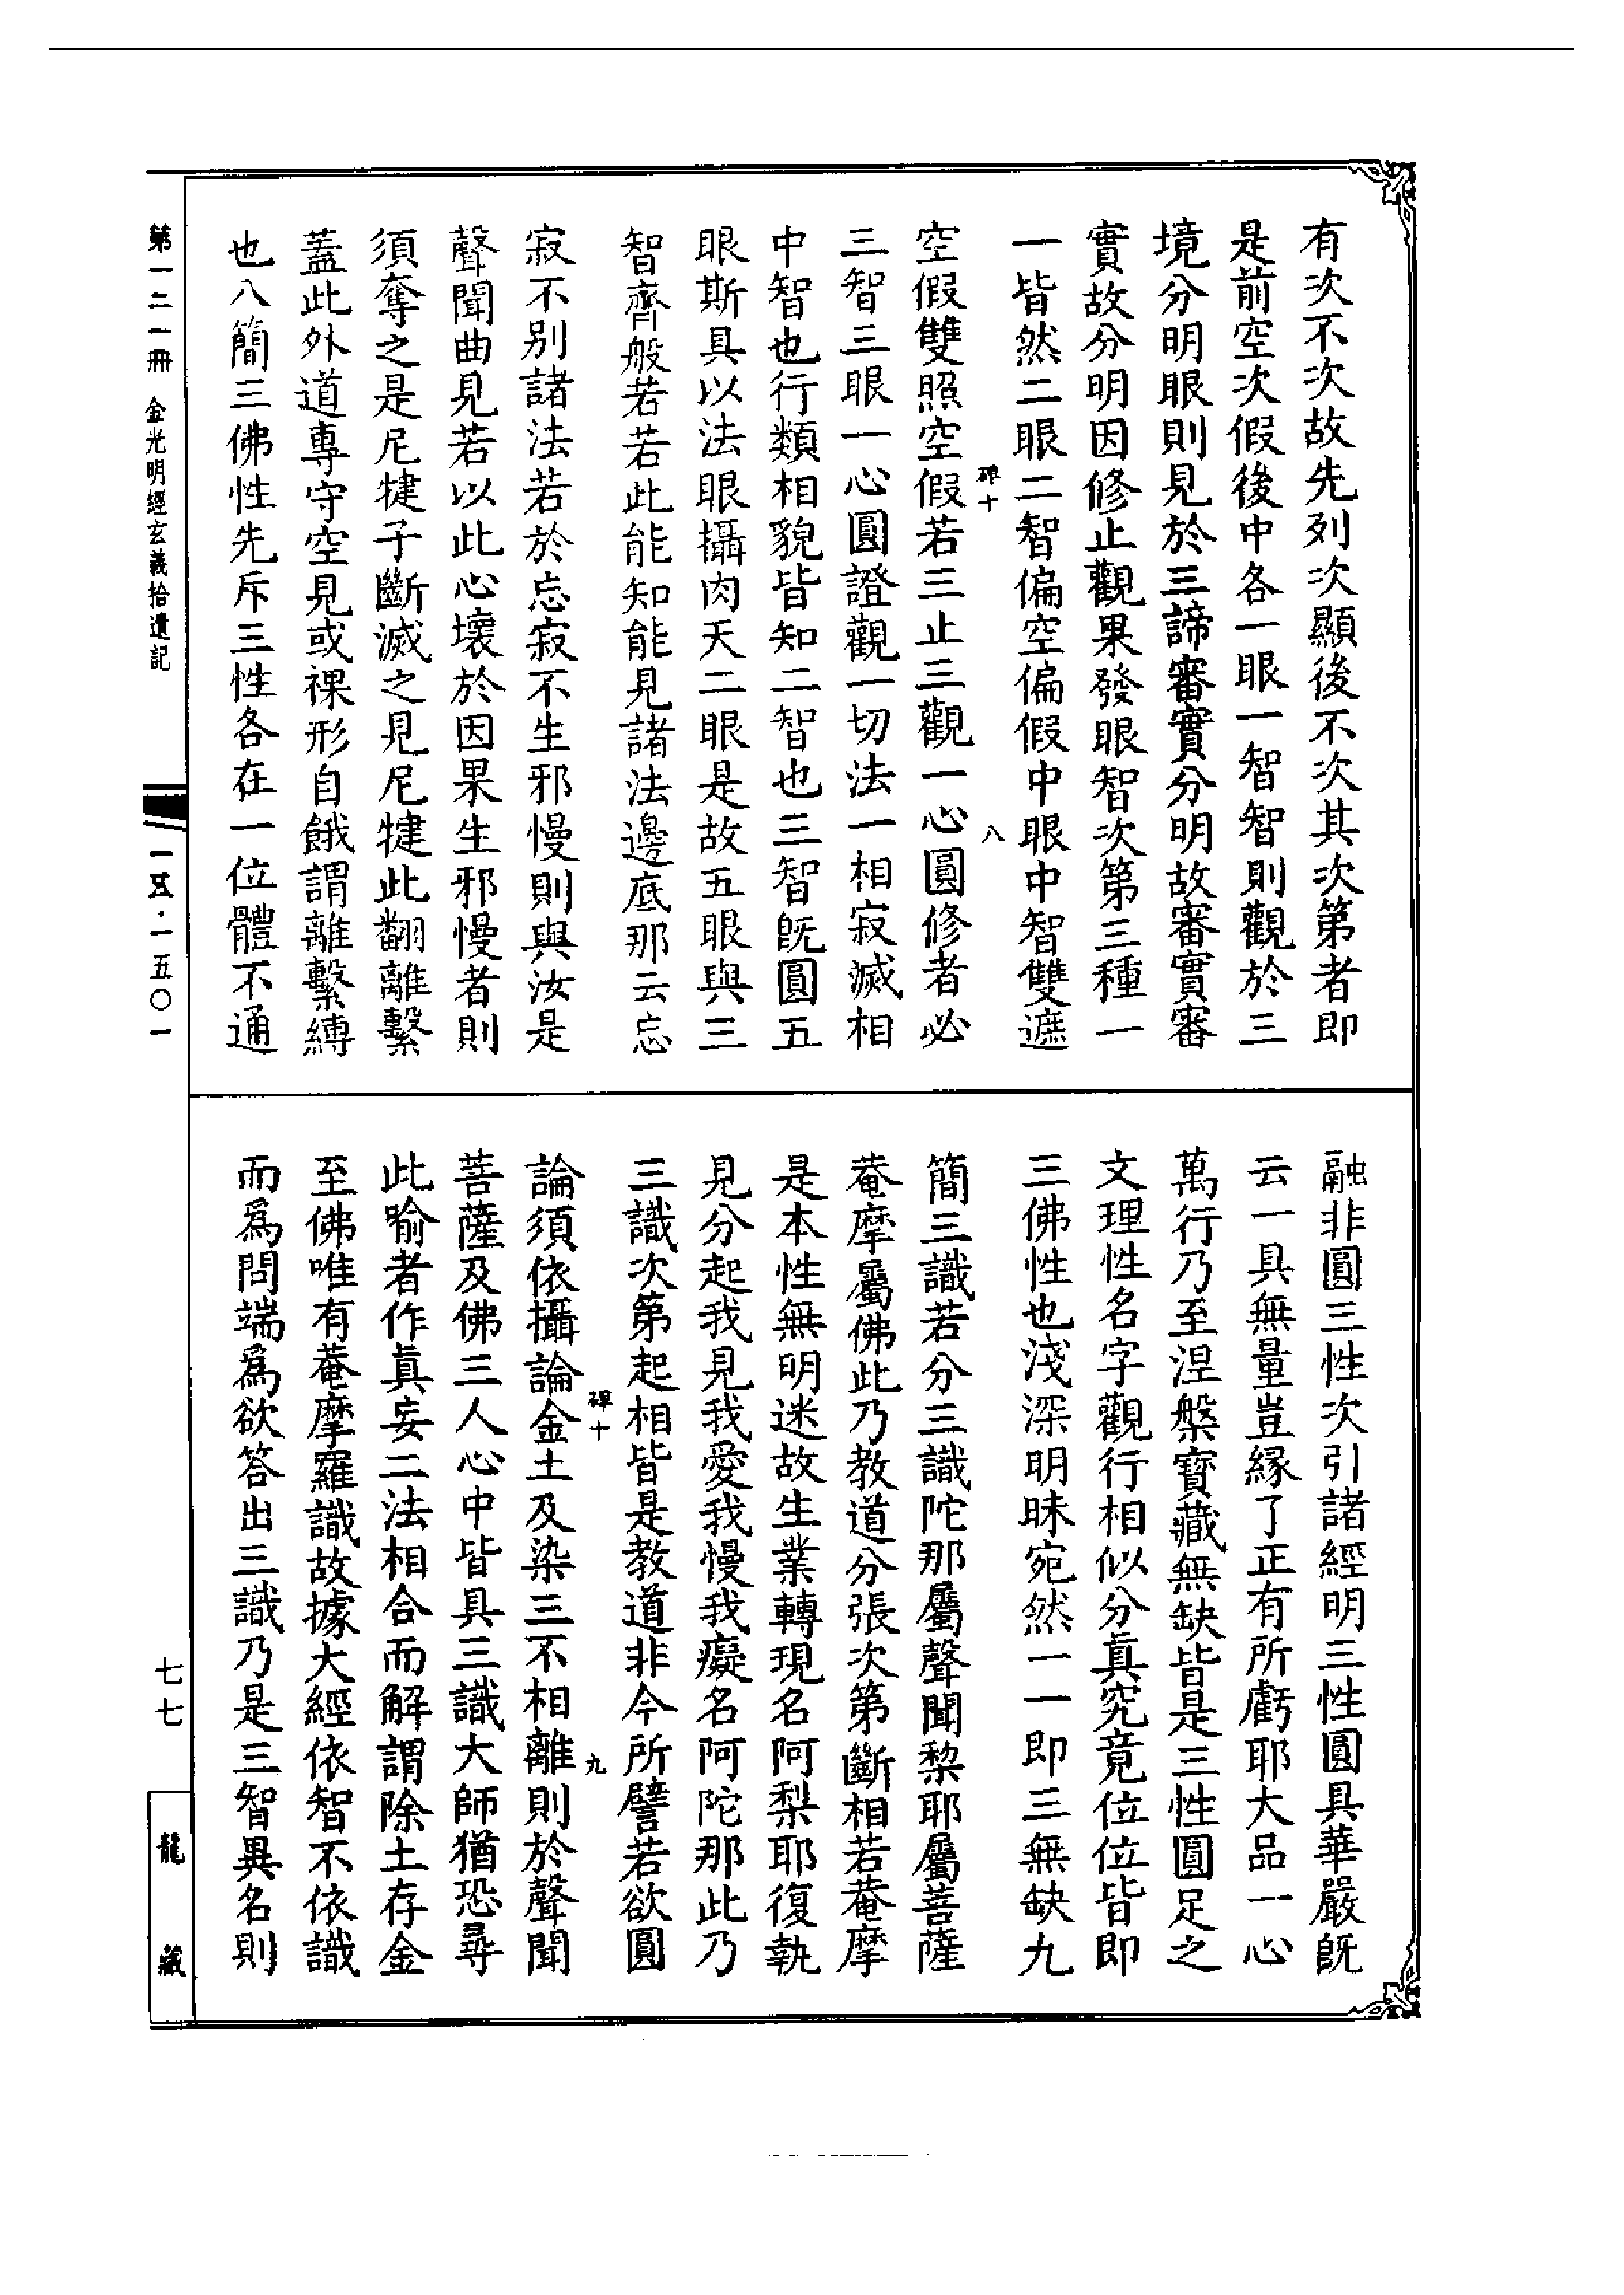 有次不次故先列次顯後不次其次第者即
是前空次假後中各一眼一智智則觀於三
境分明眼則見於三諦審實分明故審實審
實故分明因修止觀果發眼智次第三種一
一皆然二眼二智偏空偏假中眼中智雙遮
碑十 八
空假雙照空假若三止三觀一心圓修者必
三智三眼一心圓證觀一切法一相寂滅相
中智也行類相貌皆知二智也三智既圓五
眼斯具以法眼攝肉天二眼是故五眼與三
智齊般若若此能知能見諸法邊底那云忘
寂不别諸法若於忘寂不生邪慢則與汝是
聲聞曲見若以此心壞於因果生邪慢者則
須奪之是尼犍子斷滅之見尼犍此翻離繫
蓋此外道專守空見或裸形自餓謂離繫縛
也八簡三佛性先斥三性各在一位體不通
融非圓三性次引諸經明三性圓具華嚴既
云一具無量豈緣了正有所虧耶大品一心
萬行乃至涅槃寶藏無缺皆是三性圓足之
文理性名字觀行相似分真究竟位位皆即
三佛性也淺深明昧宛然一一即三無缺九
簡三識若分三識陀那屬聲聞梨耶屬菩薩
菴摩屬佛此乃教道分張次第斷相若菴摩
是本性無明迷故生業轉現名阿梨耶復執
見分起我見我愛我慢我癡名阿陀那此乃
三識次第起相皆是教道非今所譬若欲圓
碑十 九
論須依攝論金土及染三不相離則於聲聞
菩薩及佛三人心中皆具三識大師猶恐尋
此喻者作真妄二法相合而解謂除土存金
至佛唯有菴摩羅識故據大經依智不依識
而爲問端爲欲答出三識乃是三智異名則
第一二一冊 金光明經玄義拾遺記
一五·一五〇一
七七
龍藏